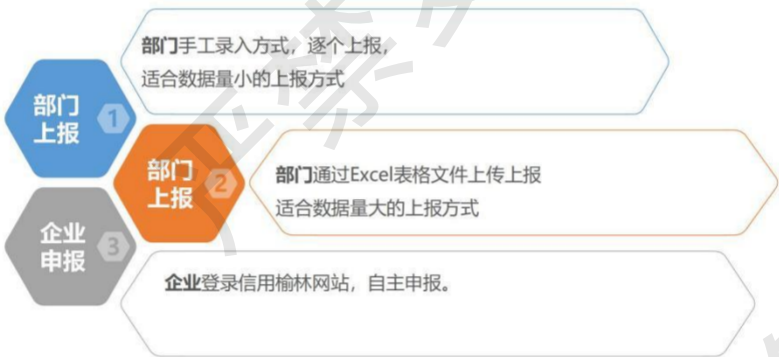 部门手工录入方式，逐个上报，
适合数据量小的上报方式
部门
上报
1
部门
上报
2
部门通过Excel表格文件上传上报
适合数据量大的上报方式
企业
申报
3
企业登录信用榆林网站，自主申报。
严禁